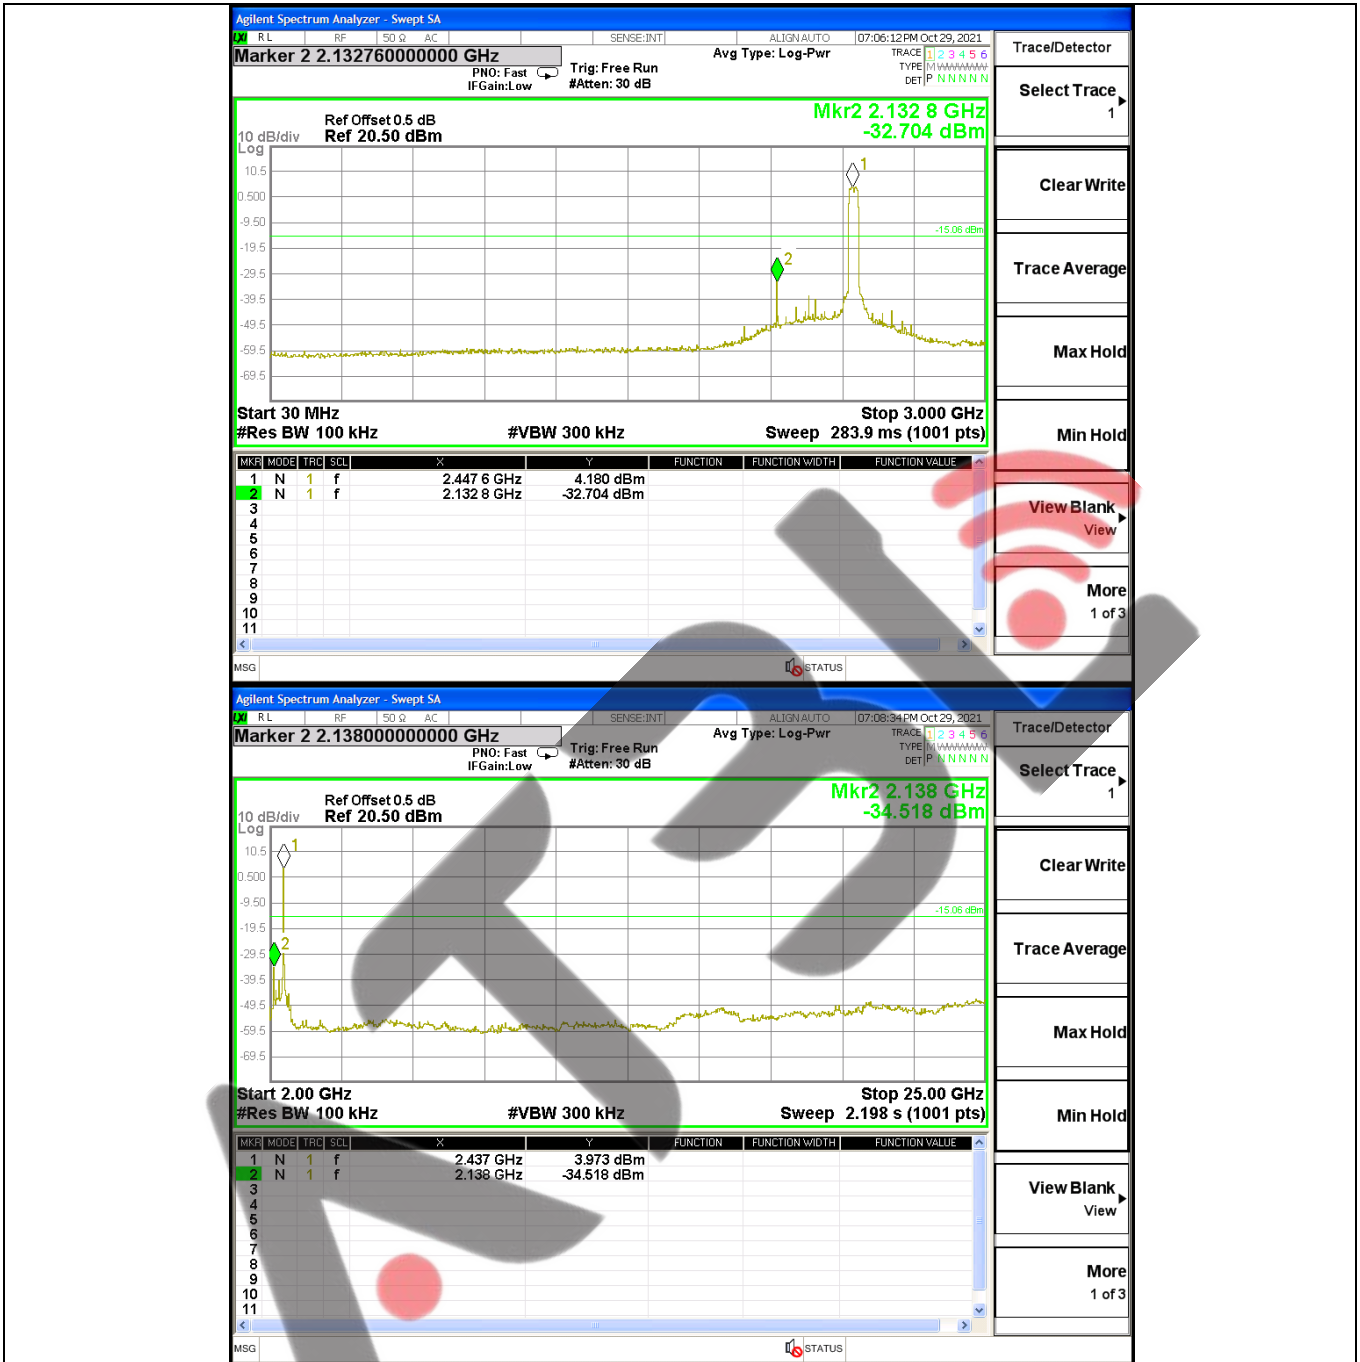 Agilent Spectrum Analyzer - Swept SA
LXI RL RF 50 Ω AC SENSE:INT ALIGN AUTO 07:06:12 PM Oct 29, 2021
Marker 2 2.132760000000 GHz
PNO: Fast
IFGain:Low
Trig: Free Run
#Atten: 30 dB
Avg Type: Log-Pwr
TRACE 1 2 3 4 5 6
TYPE M WWWWW
DET P N N N N N
Trace/Detector
Select Trace
1
Clear Write
Trace Average
Max Hold
Min Hold
View Blank
View
More
1 of 3
Mkr2 2.132 8 GHz
-32.704 dBm
Ref Offset 0.5 dB
10 dB/div Ref 20.50 dBm
Log
10.5
0.500
-9.50
-19.5
-29.5
-39.5
-49.5
-59.5
-69.5
1
2
-15.06 dBm
Start 30 MHz Stop 3.000 GHz
#Res BW 100 kHz #VBW 300 kHz Sweep 283.9 ms (1001 pts)
MKR MODE TRC SCL X Y FUNCTION FUNCTION WIDTH FUNCTION VALUE
1 N 1 f 2.447 6 GHz 4.180 dBm
2 N 1 f 2.132 8 GHz -32.704 dBm
3
4
5
6
7
8
9
10
11
MSG STATUS
Agilent Spectrum Analyzer - Swept SA
LXI RL RF 50 Ω AC SENSE:INT ALIGN AUTO 07:08:34 PM Oct 29, 2021
Marker 2 2.138000000000 GHz
PNO: Fast
IFGain:Low
Trig: Free Run
#Atten: 30 dB
Avg Type: Log-Pwr
TRACE 1 2 3 4 5 6
TYPE M WWWWW
DET P N N N N N
Trace/Detector
Select Trace
1
Clear Write
Trace Average
Max Hold
Min Hold
View Blank
View
More
1 of 3
Mkr2 2.138 GHz
-34.518 dBm
Ref Offset 0.5 dB
10 dB/div Ref 20.50 dBm
Log
10.5
0.500
-9.50
-19.5
-29.5
-39.5
-49.5
-59.5
-69.5
1
2
-15.06 dBm
Start 2.00 GHz Stop 25.00 GHz
#Res BW 100 kHz #VBW 300 kHz Sweep 2.198 s (1001 pts)
MKR MODE TRC SCL X Y FUNCTION FUNCTION WIDTH FUNCTION VALUE
1 N 1 f 2.437 GHz 3.973 dBm
2 N 1 f 2.138 GHz -34.518 dBm
3
4
5
6
7
8
9
10
11
MSG STATUS